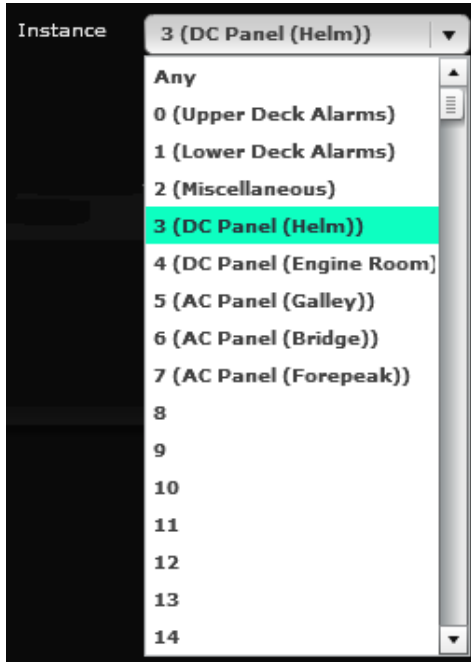 Instance
3 (DC Panel (Helm))
Any
0 (Upper Deck Alarms)
1 (Lower Deck Alarms)
2 (Miscellaneous)
3 (DC Panel (Helm))
4 (DC Panel (Engine Room)
5 (AC Panel (Galley))
6 (AC Panel (Bridge))
7 (AC Panel (Forepeak))
8
9
10
11
12
13
14